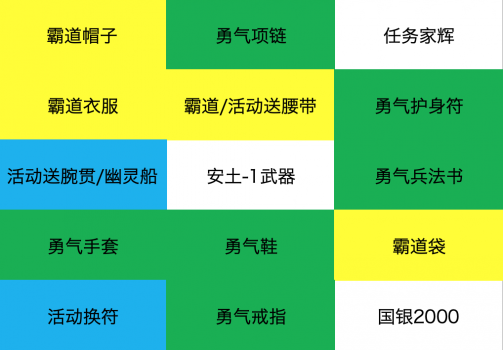 霸道帽子
勇气项链
任务家辉
霸道衣服
霸道/活动送腰带
勇气护身符
活动送腕贯/幽灵船
安土-1武器
勇气兵法书
勇气手套
勇气鞋
霸道袋
活动换符
勇气戒指
国银2000